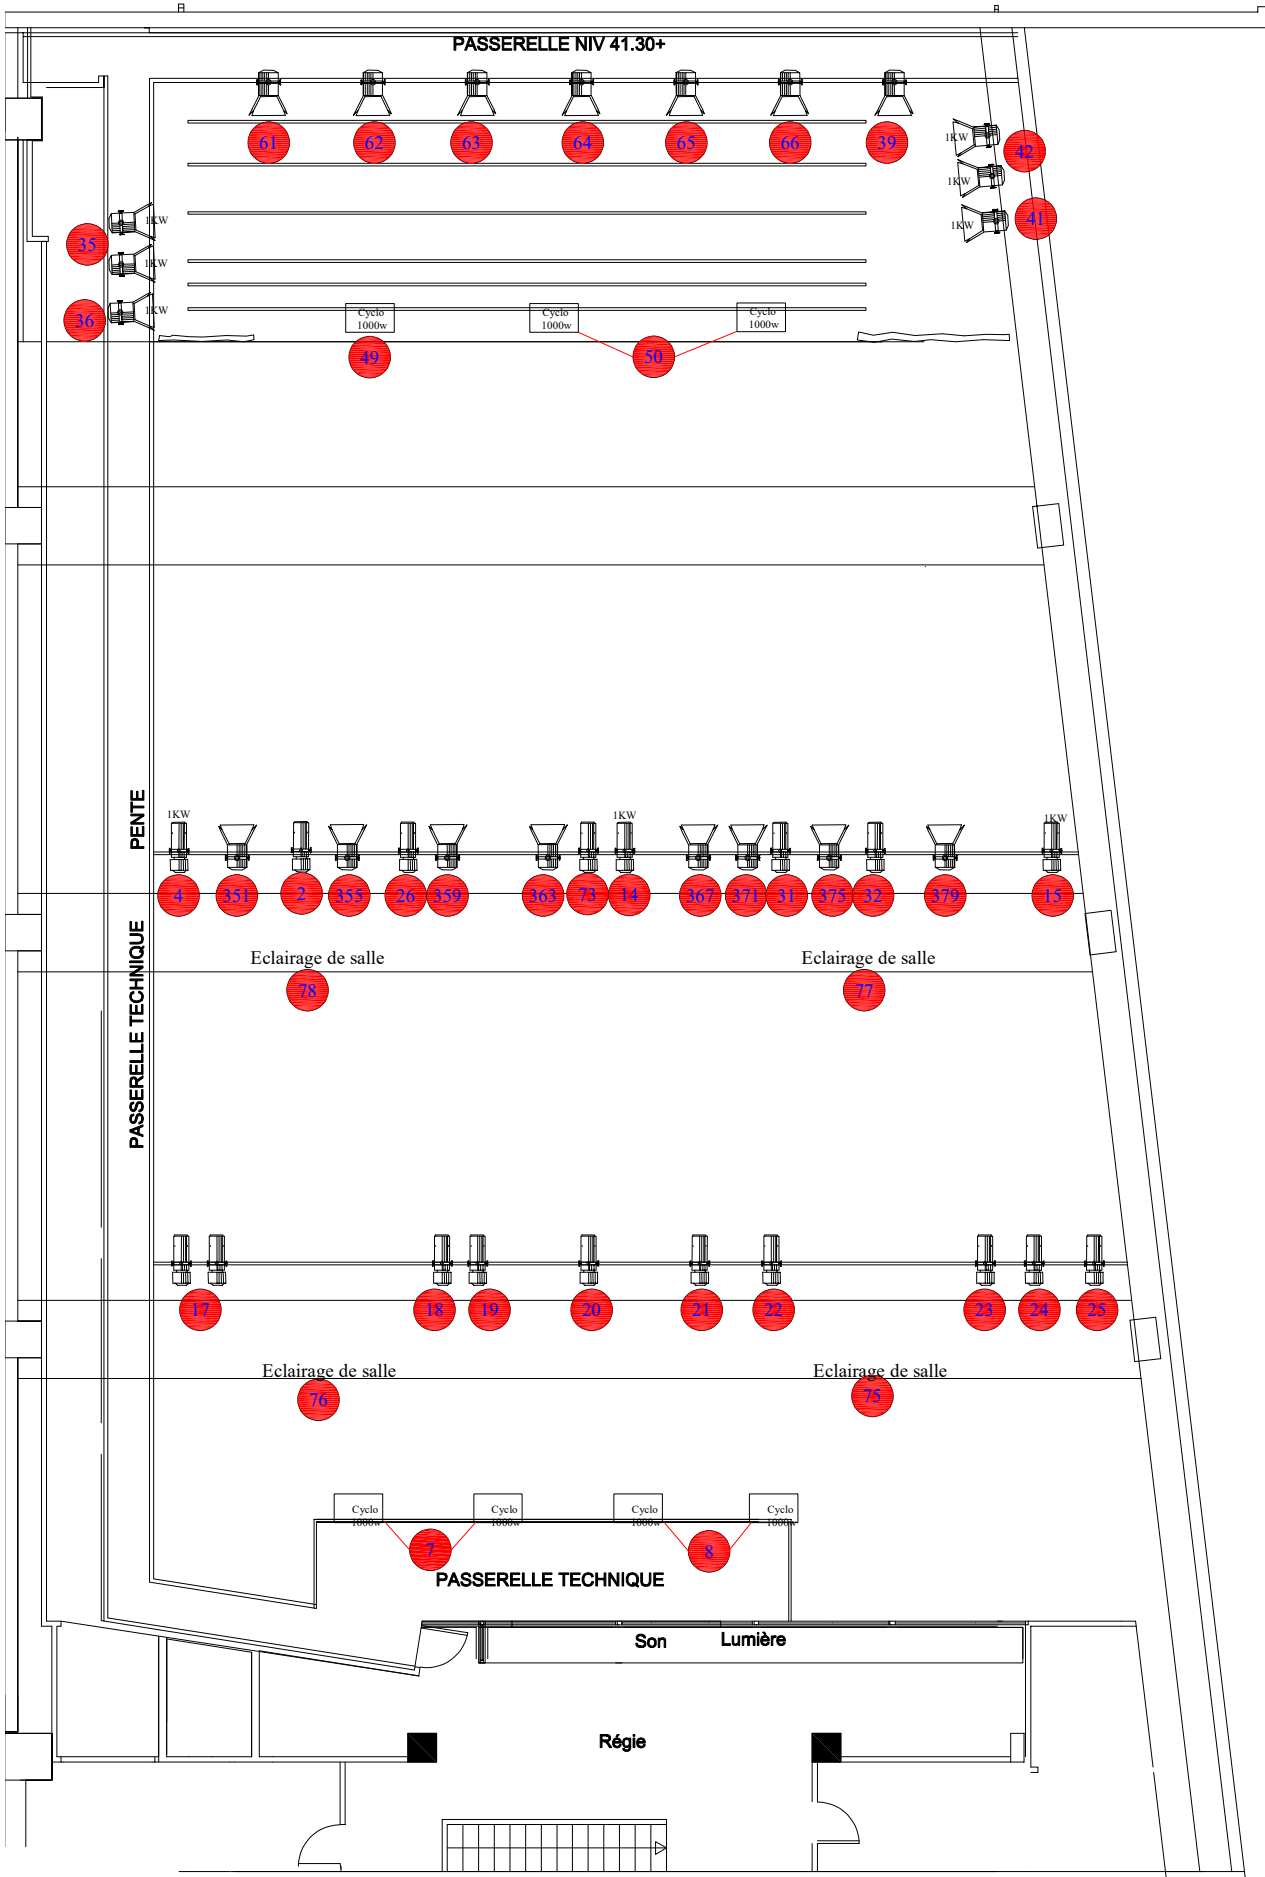 PASSERELLE NIV 41.30+
61 62 63 64 65 66 39
1KW 42
1KW
1KW 41
1KW
35
1KW
1KW
36
Cyclo
1000w
Cyclo
1000w
Cyclo
1000w
49 50
PENTE
PASSERELLE TECHNIQUE
1KW 1KW 1KW
4 351 2 355 26 359 363 73 14 367 371 31 375 32 379 15
Eclairage de salle Eclairage de salle
78 77
17 18 19 20 21 22 23 24 25
Eclairage de salle Eclairage de salle
76 75
Cyclo
1000w
Cyclo
1000w
Cyclo
1000w
Cyclo
1000w
7 8
PASSERELLE TECHNIQUE
Son Lumière
Régie